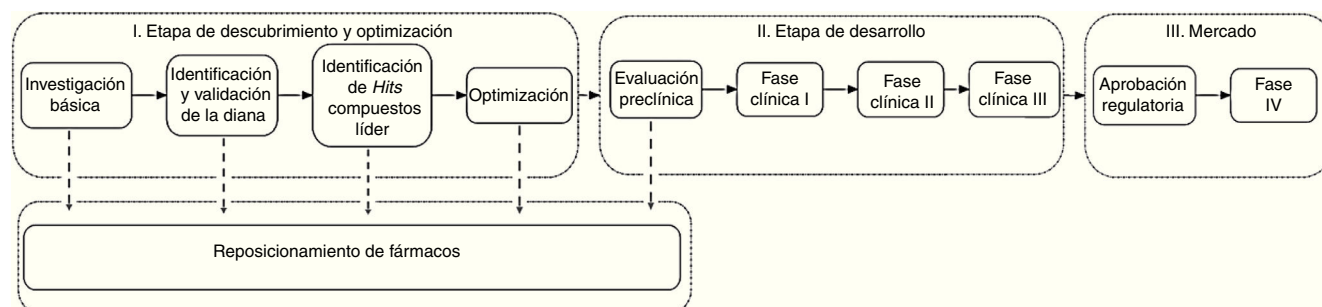 I. Etapa de descubrimiento y optimización
Investigación
básica
Identificación
y validación
de la diana
Identificación
de Hits
compuestos
líder
Optimización
II. Etapa de desarrollo
Evaluación
preclínica
Fase
clínica I
Fase
clínica II
Fase
clínica III
III. Mercado
Aprobación
regulatoria
Fase
IV
Reposicionamiento de fármacos